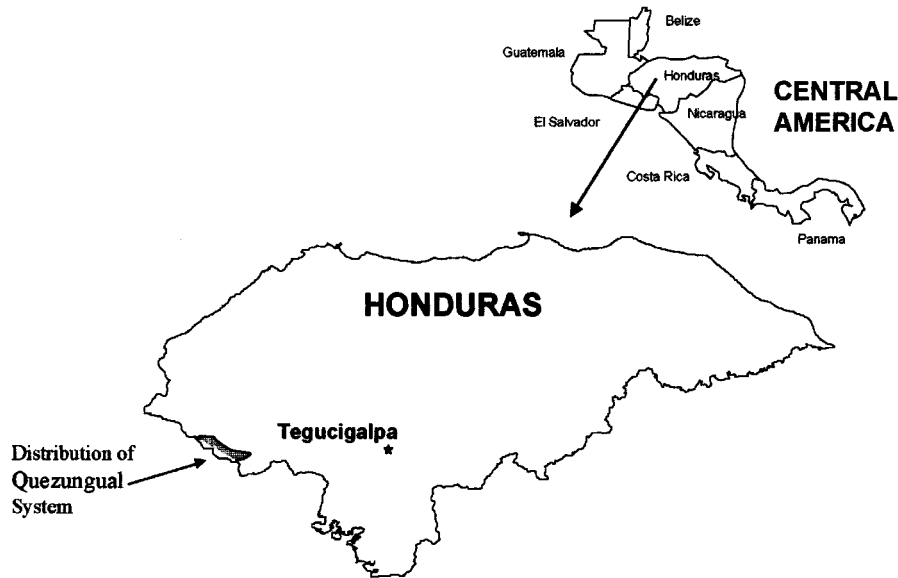 Belize
Guatemala
Honduras
CENTRAL
AMERICA
Nicaragua
El Salvador
Costa Rica
Panama
HONDURAS
Tegucigalpa
*
Distribution of
Quezungual
System